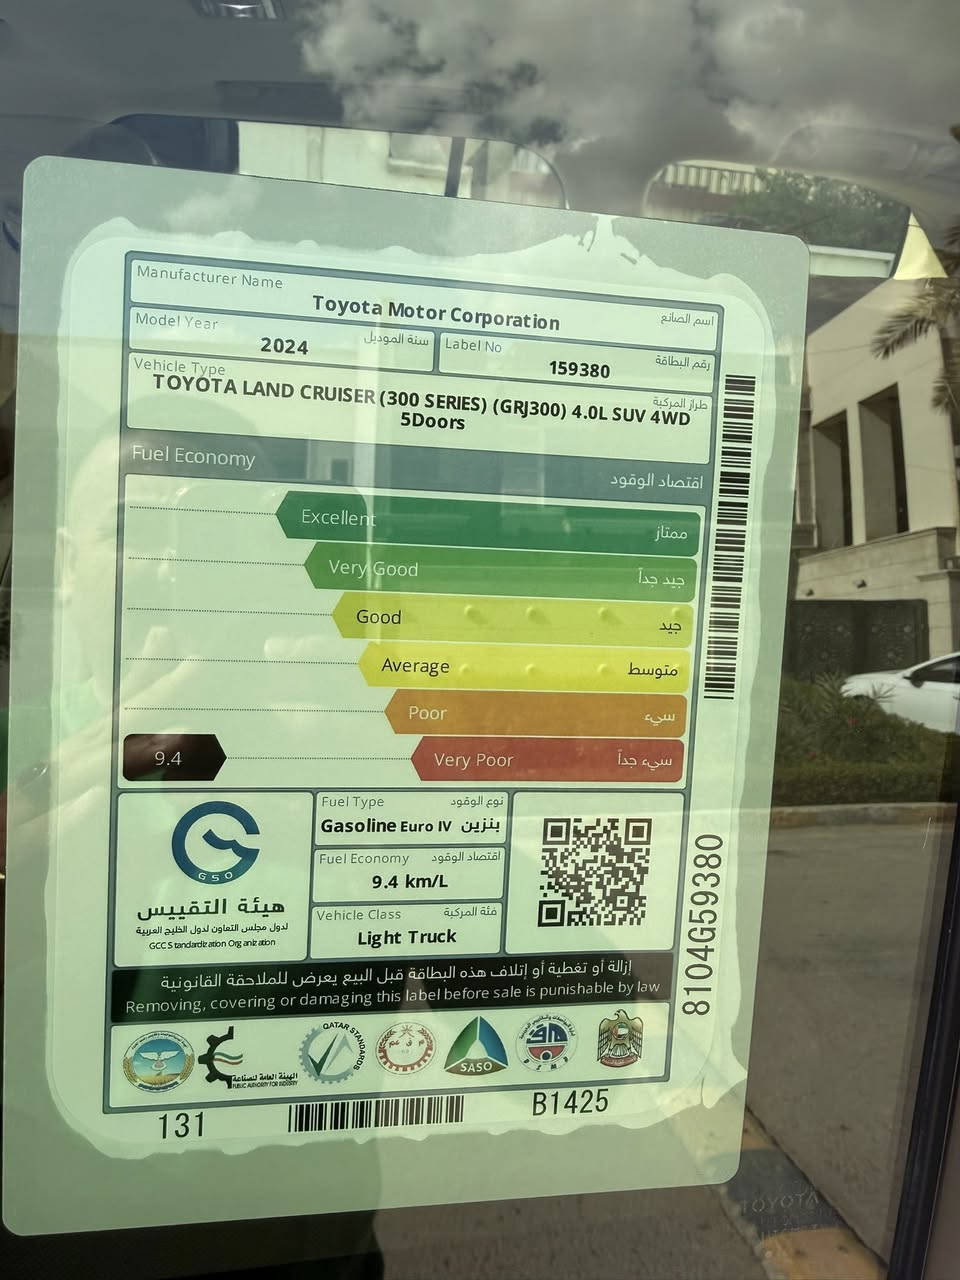 Manufacturer Name
اسم الصانع
Toyota Motor Corporation
Model Year
سنة الموديل
2024
Label No
رقم البطاقة
159380
Vehicle Type
طراز المركبة
TOYOTA LAND CRUISER (300 SERIES) (GRJ300) 4.0L SUV 4WD
5Doors
Fuel Economy
اقتصاد الوقود
Excellent ممتاز
Very Good جيد جداً
Good جيد
Average متوسط
Poor سيء
9.4 Very Poor سيء جداً
GSO
هيئة التقييس
لدول مجلس التعاون لدول الخليج العربية
GCC Standardization Organization
Fuel Type نوع الوقود
Gasoline Euro IV بنزين
Fuel Economy اقتصاد الوقود
9.4 km/L
Vehicle Class فئة المركبة
Light Truck
إزالة أو تغطية أو إتلاف هذه البطاقة قبل البيع يعرض للملاحقة القانونية
Removing, covering or damaging this label before sale is punishable by law
الهيئة العامة للصناعة
PUBLIC AUTHORITY FOR INDUSTRY
QATAR STANDARDS
SASO
131
B1425
8104G59380
TOYOTA